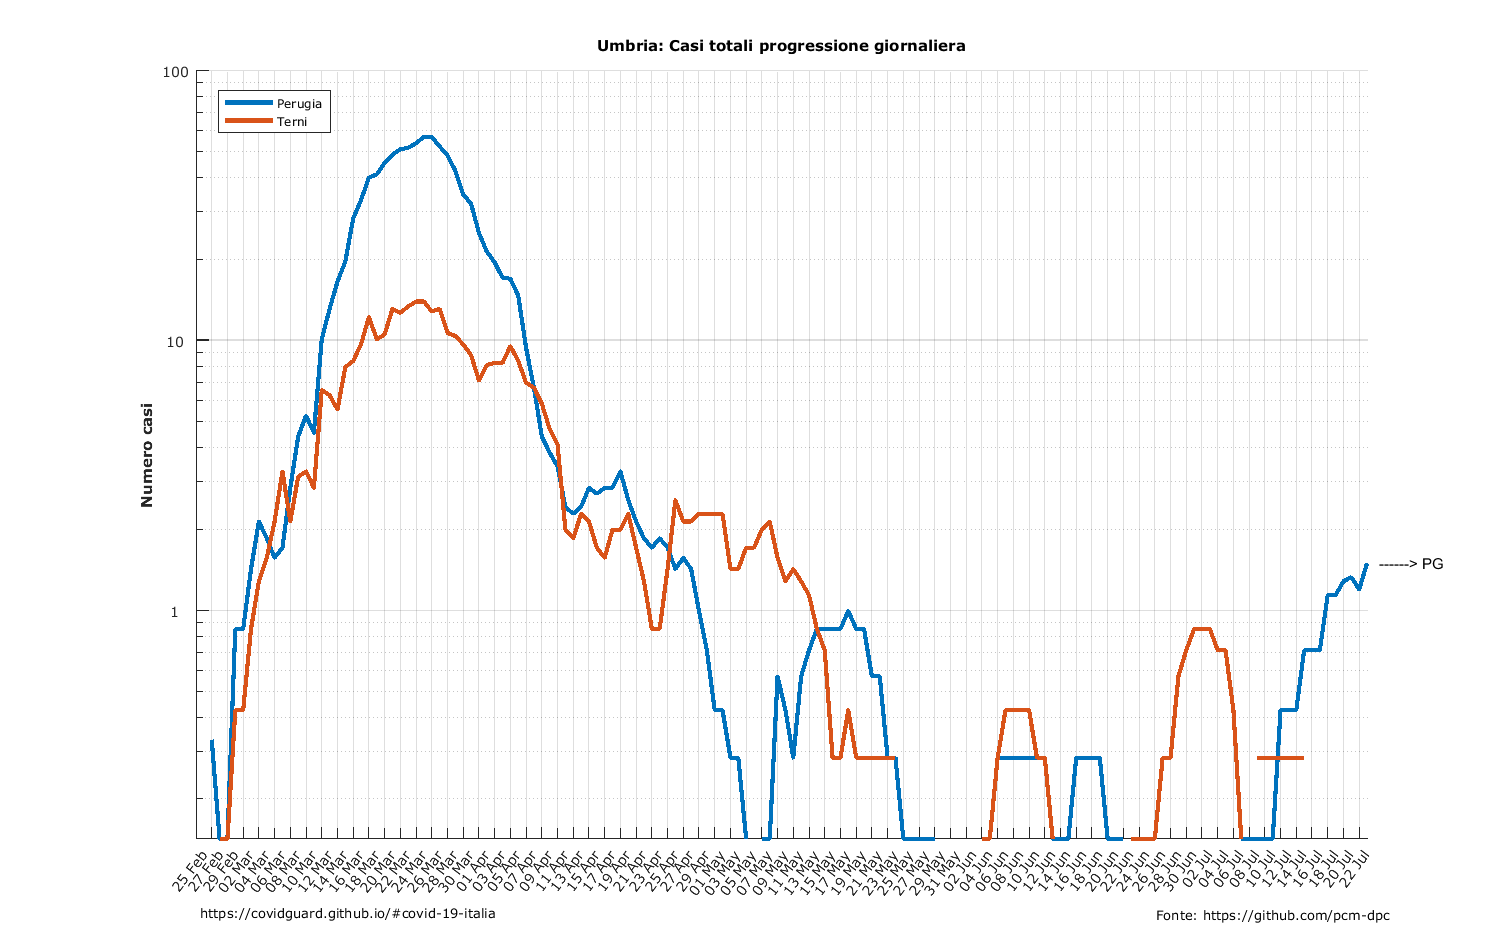 Umbria: Casi totali progressione giornaliera
100
10
1
Numero casi
Perugia
Terni
------> PG
25 Feb
27 Feb
29 Feb
02 Mar
04 Mar
06 Mar
08 Mar
10 Mar
12 Mar
14 Mar
16 Mar
18 Mar
20 Mar
22 Mar
24 Mar
26 Mar
28 Mar
30 Mar
01 Apr
03 Apr
05 Apr
07 Apr
09 Apr
11 Apr
13 Apr
15 Apr
17 Apr
19 Apr
21 Apr
23 Apr
25 Apr
27 Apr
29 Apr
01 May
03 May
05 May
07 May
09 May
11 May
13 May
15 May
17 May
19 May
21 May
23 May
25 May
27 May
29 May
31 May
02 Jun
04 Jun
06 Jun
08 Jun
10 Jun
12 Jun
14 Jun
16 Jun
18 Jun
20 Jun
22 Jun
24 Jun
26 Jun
28 Jun
30 Jun
02 Jul
04 Jul
06 Jul
08 Jul
10 Jul
12 Jul
14 Jul
16 Jul
18 Jul
20 Jul
22 Jul
https://covidguard.github.io/#covid-19-italia
Fonte: https://github.com/pcm-dpc